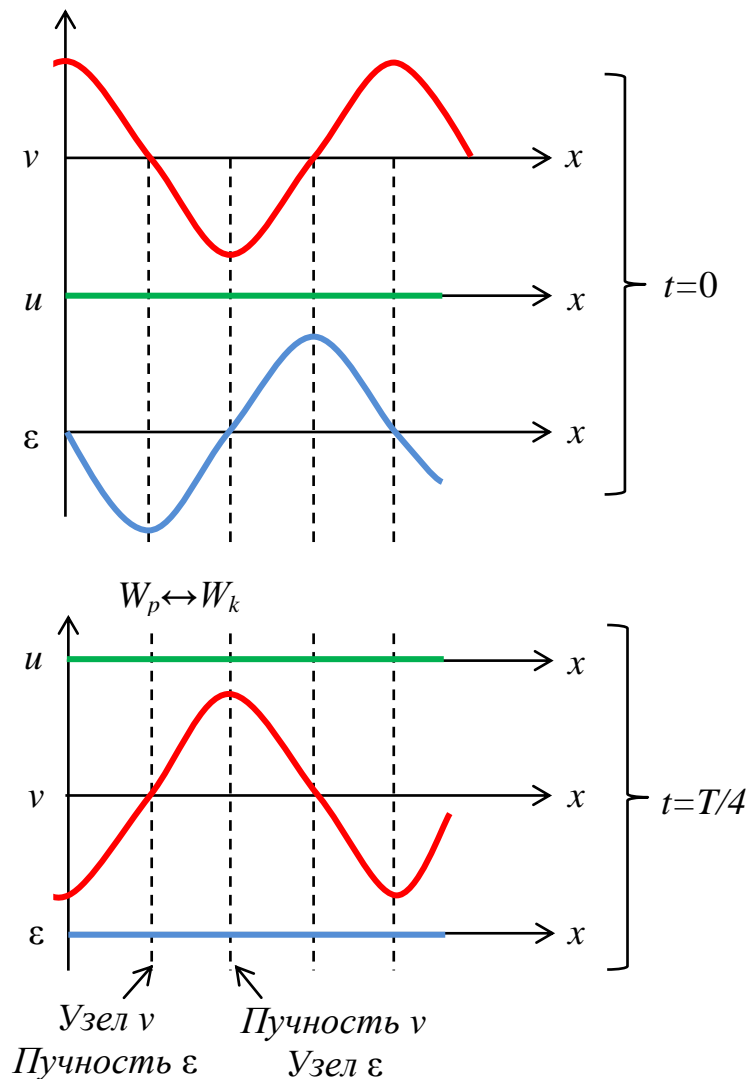 v x
u x
t=0
ε x
W_p↔W_k
u x
v x
t=T/4
ε x
Узел v
Пучность ε
Пучность v
Узел ε